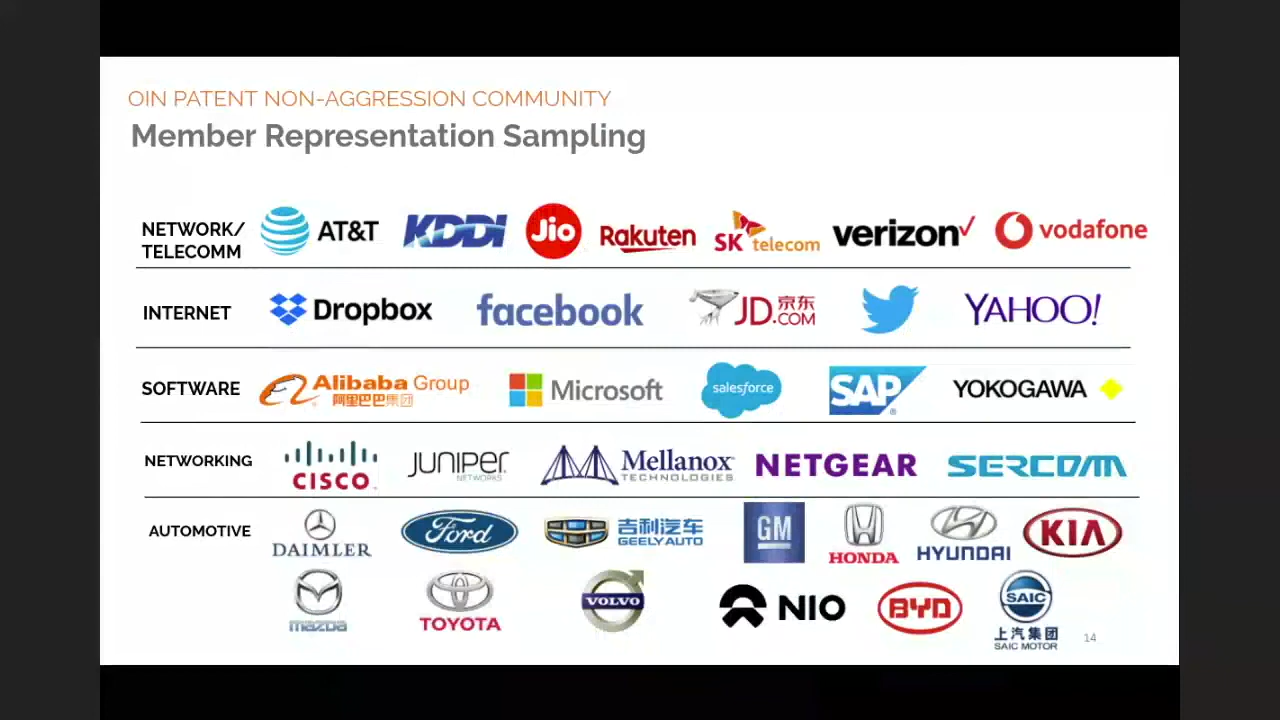 OIN PATENT NON-AGGRESSION COMMUNITY
Member Representation Sampling
NETWORK/
TELECOMM
AT&T
KDDI
Jio
Rakuten
SK telecom
verizon
vodafone
INTERNET
Dropbox
facebook
JD.COM 京东
YAHOO!
SOFTWARE
Alibaba Group
阿里巴巴集团
Microsoft
salesforce
SAP
YOKOGAWA
NETWORKING
CISCO
JUNIPER
NETWORKS
Mellanox
TECHNOLOGIES
NETGEAR
SERCOMM
AUTOMOTIVE
DAIMLER
Ford
吉利汽车
GEELY AUTO
GM
HONDA
HYUNDAI
KIA
mazda
TOYOTA
VOLVO
NIO
BYD
SAIC
上汽集团
SAIC MOTOR
14